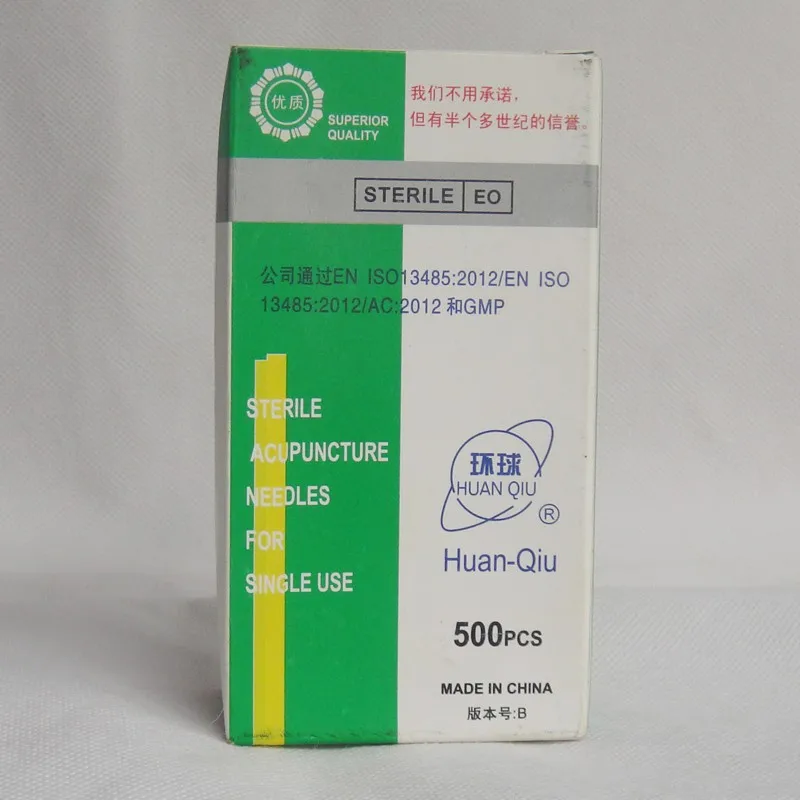 优质
SUPERIOR
QUALITY
我们不用承诺，
但有半个多世纪的信誉。
STERILE EO
公司通过EN ISO13485:2012/EN ISO
13485:2012/AC:2012 和GMP
STERILE
ACUPUNCTURE
NEEDLES
FOR
SINGLE USE
环球
HUAN QIU
®
Huan-Qiu
500PCS
MADE IN CHINA
版本号:B